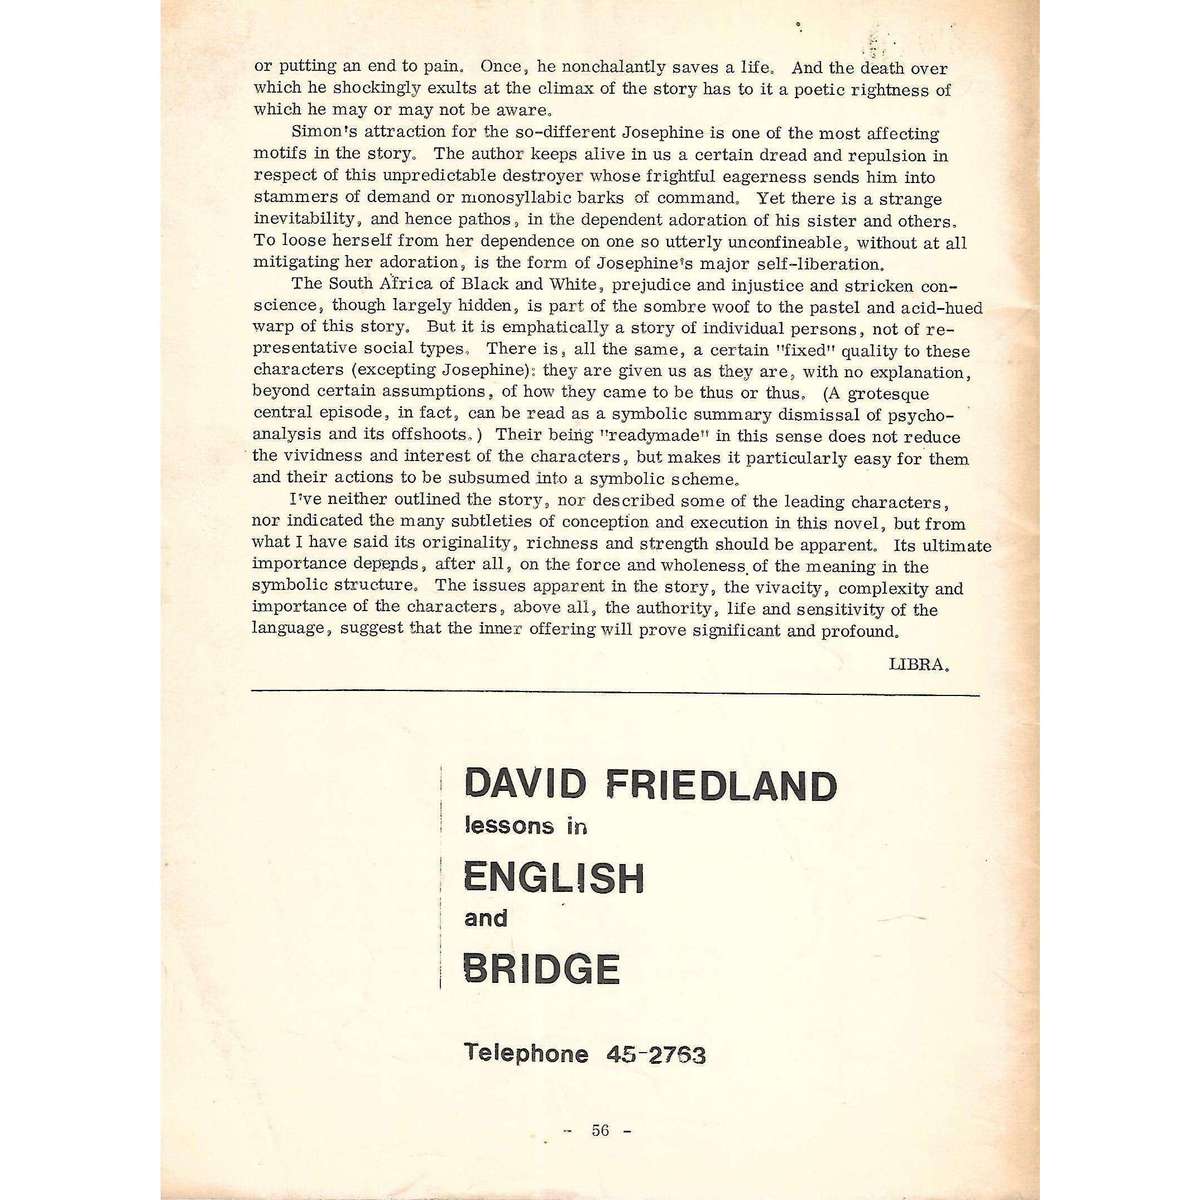 or putting an end to pain. Once, he nonchalantly saves a life. And the death over
which he shockingly exults at the climax of the story has to it a poetic rightness of
which he may or may not be aware.
Simon's attraction for the so-different Josephine is one of the most affecting
motifs in the story. The author keeps alive in us a certain dread and repulsion in
respect of this unpredictable destroyer whose frightful eagerness sends him into
stammers of demand or monosyllabic barks of command. Yet there is a strange
inevitability, and hence pathos, in the dependent adoration of his sister and others.
To loose herself from her dependence on one so utterly unconfineable, without at all
mitigating her adoration, is the form of Josephine's major self-liberation.
The South Africa of Black and White, prejudice and injustice and stricken con-
science, though largely hidden, is part of the sombre woof to the pastel and acid-hued
warp of this story. But it is emphatically a story of individual persons, not of re-
presentative social types. There is, all the same, a certain "fixed" quality to these
characters (excepting Josephine): they are given us as they are, with no explanation,
beyond certain assumptions, of how they came to be thus or thus. (A grotesque
central episode, in fact, can be read as a symbolic summary dismissal of psycho-
analysis and its offshoots.) Their being "readymade" in this sense does not reduce
the vividness and interest of the characters, but makes it particularly easy for them
and their actions to be subsumed into a symbolic scheme.
I've neither outlined the story, nor described some of the leading characters,
nor indicated the many subtleties of conception and execution in this novel, but from
what I have said its originality, richness and strength should be apparent. Its ultimate
importance depends, after all, on the force and wholeness of the meaning in the
symbolic structure. The issues apparent in the story, the vivacity, complexity and
importance of the characters, above all, the authority, life and sensitivity of the
language, suggest that the inner offering will prove significant and profound.
LIBRA.
DAVID FRIEDLAND
lessons in
ENGLISH
and
BRIDGE
Telephone 45-2763
- 56 -